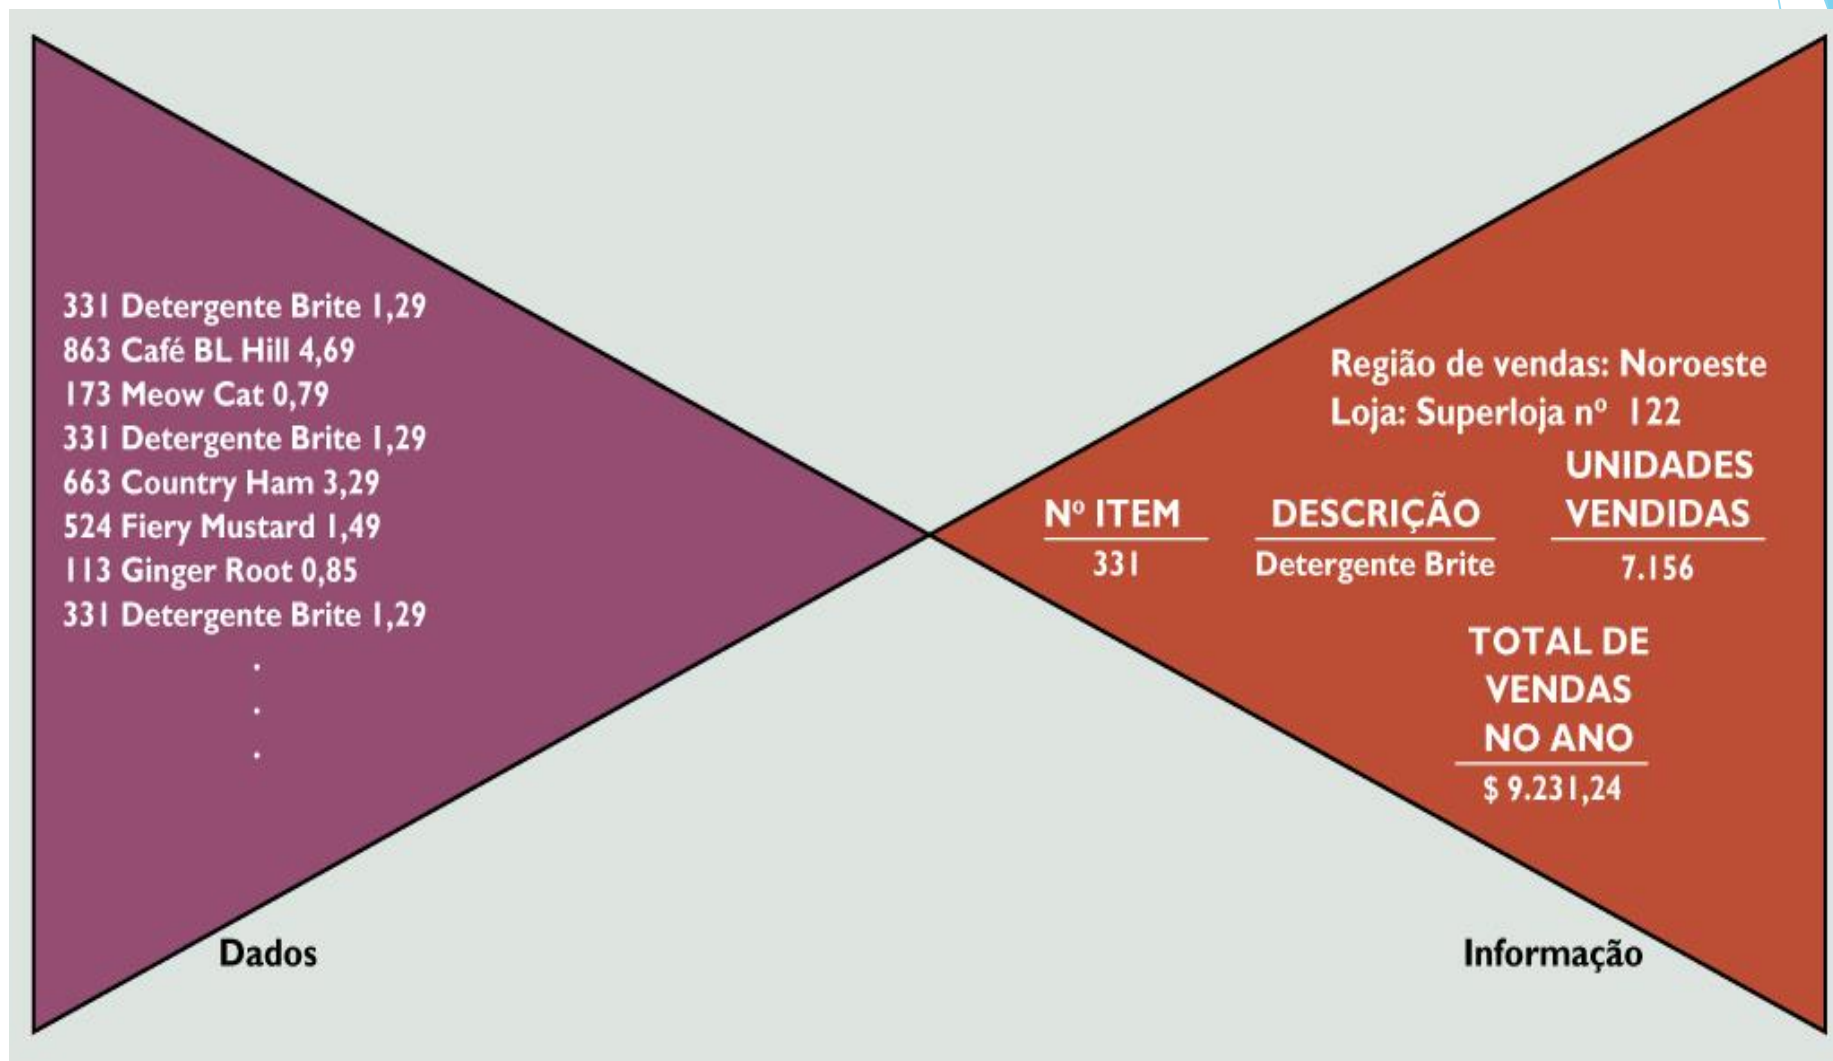 331 Detergente Brite 1,29
863 Café BL Hill 4,69
173 Meow Cat 0,79
331 Detergente Brite 1,29
663 Country Ham 3,29
524 Fiery Mustard 1,49
113 Ginger Root 0,85
331 Detergente Brite 1,29
.
.
.
Dados
Região de vendas: Noroeste
Loja: Superloja nº 122
UNIDADES
Nº ITEM DESCRIÇÃO VENDIDAS
331 Detergente Brite 7.156
TOTAL DE
VENDAS
NO ANO
$ 9.231,24
Informação